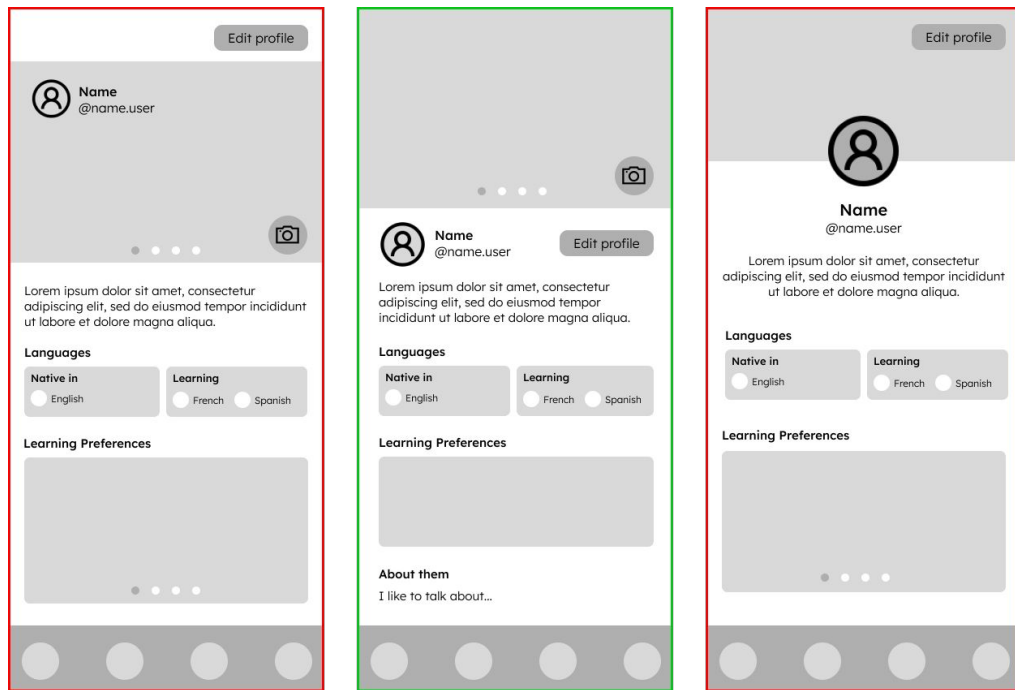 Edit profile
Name
@name.user
Lorem ipsum dolor sit amet, consectetur
adipiscing elit, sed do eiusmod tempor incididunt
ut labore et dolore magna aliqua.
Languages
Native in
English
Learning
French
Spanish
Learning Preferences
Name
@name.user
Edit profile
Lorem ipsum dolor sit amet, consectetur
adipiscing elit, sed do eiusmod tempor
incididunt ut labore et dolore magna aliqua.
Languages
Native in
English
Learning
French
Spanish
Learning Preferences
About them
I like to talk about...
Edit profile
Name
@name.user
Lorem ipsum dolor sit amet, consectetur
adipiscing elit, sed do eiusmod tempor incididunt
ut labore et dolore magna aliqua.
Languages
Native in
English
Learning
French
Spanish
Learning Preferences